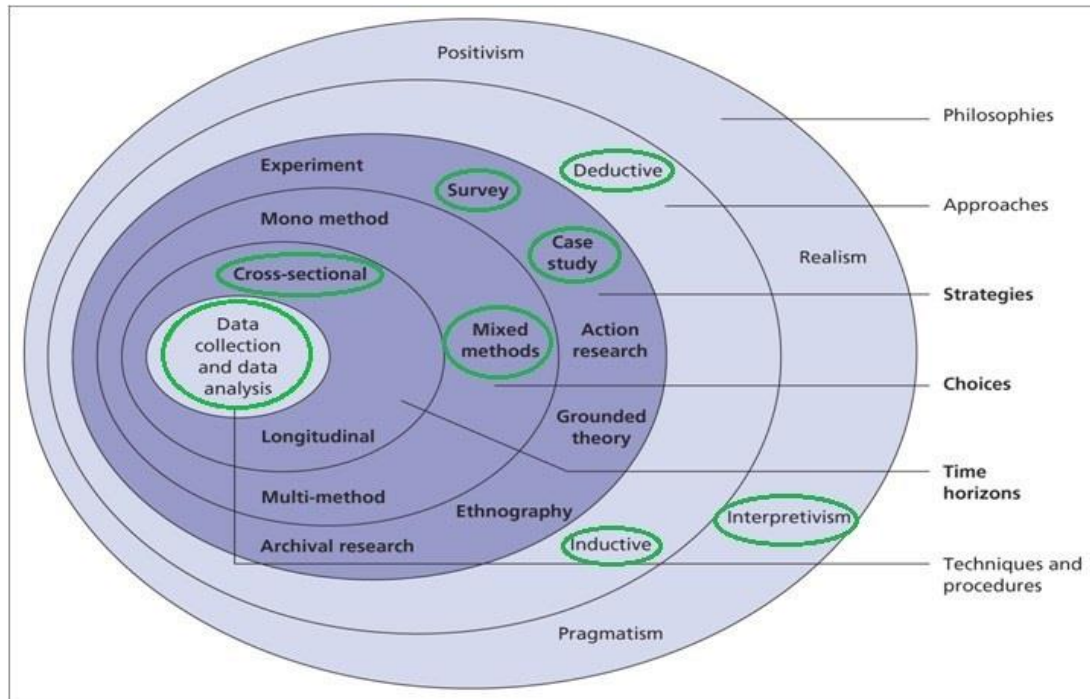 Positivism
Philosophies
Experiment
Survey
Deductive
Approaches
Mono method
Case
study
Realism
Cross-sectional
Strategies
Data
collection
and data
analysis
Mixed
methods
Action
research
Choices
Grounded
theory
Longitudinal
Time
horizons
Multi-method
Ethnography
Interpretivism
Archival research
Inductive
Techniques and
procedures
Pragmatism